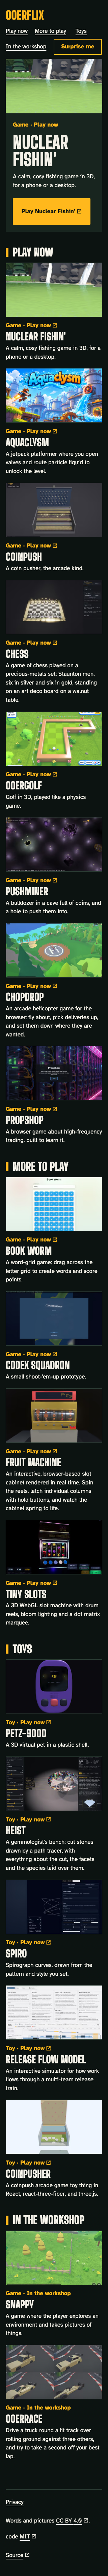 OOERFLIX
Play now More to play Toys
In the workshop Surprise me
Game · Play now
NUCLEAR
FISHIN'
A calm, cosy fishing game in 3D,
for a phone or a desktop.
Play Nuclear Fishin'
PLAY NOW
Game · Play now
NUCLEAR FISHIN'
A calm, cosy fishing game in 3D, for a
phone or a desktop.
Aquaclysm
Game · Play now
AQUACLYSM
A jetpack platformer where you open
valves and route particle liquid to
unlock the level.
Game · Play now
COINPUSH
A coin pusher, the arcade kind.
Game · Play now
CHESS
A game of chess played on a
precious-metals set: Staunton men,
six in silver and six in gold, standing
on an art deco board on a walnut
table.
Game · Play now
OOERGOLF
Golf in 3D, played like a physics
game.
Game · Play now
PUSHMINER
A bulldozer in a cave full of coins, and
a hole to push them into.
Game · Play now
CHOPDROP
An arcade helicopter game for the
browser: fly about, pick deliveries up,
and set them down where they are
wanted.
Game · Play now
PROPSHOP
A browser game about high-frequency
trading, built to learn it.
MORE TO PLAY
Book Worm
Game · Play now
BOOK WORM
A word-grid game: drag across the
letter grid to create words and score
points.
Game · Play now
CODEX SQUADRON
A small shoot-'em-up prototype.
Game · Play now
FRUIT MACHINE
An interactive, browser-based slot
cabinet rendered in real time. Spin
the reels, latch individual columns
with hold buttons, and watch the
cabinet spring to life.
Game · Play now
TINY SLOTS
A 3D WebGL slot machine with drum
reels, bloom lighting and a dot matrix
marquee.
TOYS
Toy · Play now
PETZ-9000
A 3D virtual pet in a plastic shell.
Toy · Play now
HEIST
A gemmologist's bench: cut stones
drawn by a path tracer, with
everything about the cut, the facets
and the species laid over them.
Toy · Play now
SPIRO
Spirograph curves, drawn from the
pattern and style you set.
Toy · Play now
RELEASE FLOW MODEL
An interactive simulator for how work
flows through a multi-team release
train.
Toy · Play now
COINPUSHER
A coinpush arcade game toy thing in
React, react-three-fiber, and three.js.
IN THE WORKSHOP
Game · In the workshop
SNAPPY
A game where the player explores an
environment and takes pictures of
things.
Game · In the workshop
OOERRACE
Drive a truck round a lit track over
rolling ground against three others,
and try to take a second off your best
lap.
Privacy
Words and pictures CC BY 4.0,
code MIT
Source